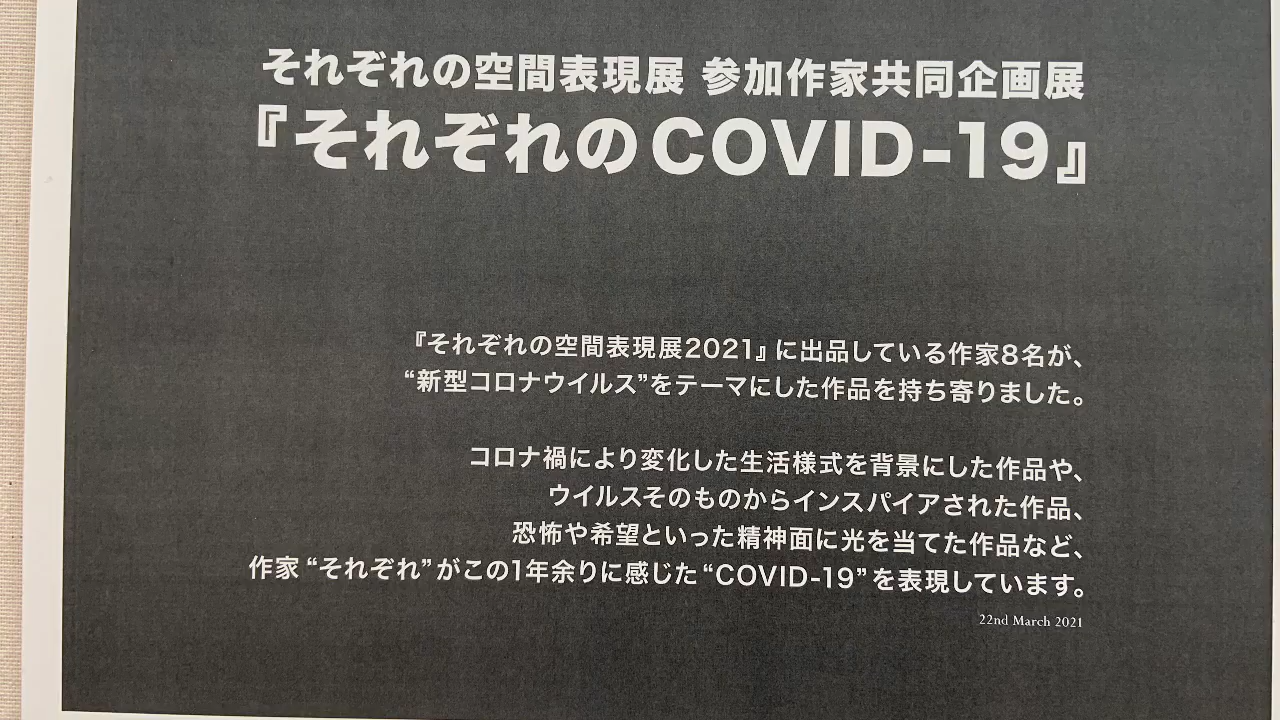 それぞれの空間表現展 参加作家共同企画展
『それぞれのCOVID-19』
『それぞれの空間表現展2021』に出品している作家8名が、
“新型コロナウイルス”をテーマにした作品を持ち寄りました。
コロナ禍により変化した生活様式を背景にした作品や、
ウイルスそのものからインスパイアされた作品、
恐怖や希望といった精神面に光を当てた作品など、
作家“それぞれ”がこの1年余りに感じた“COVID-19”を表現しています。
22nd March 2021